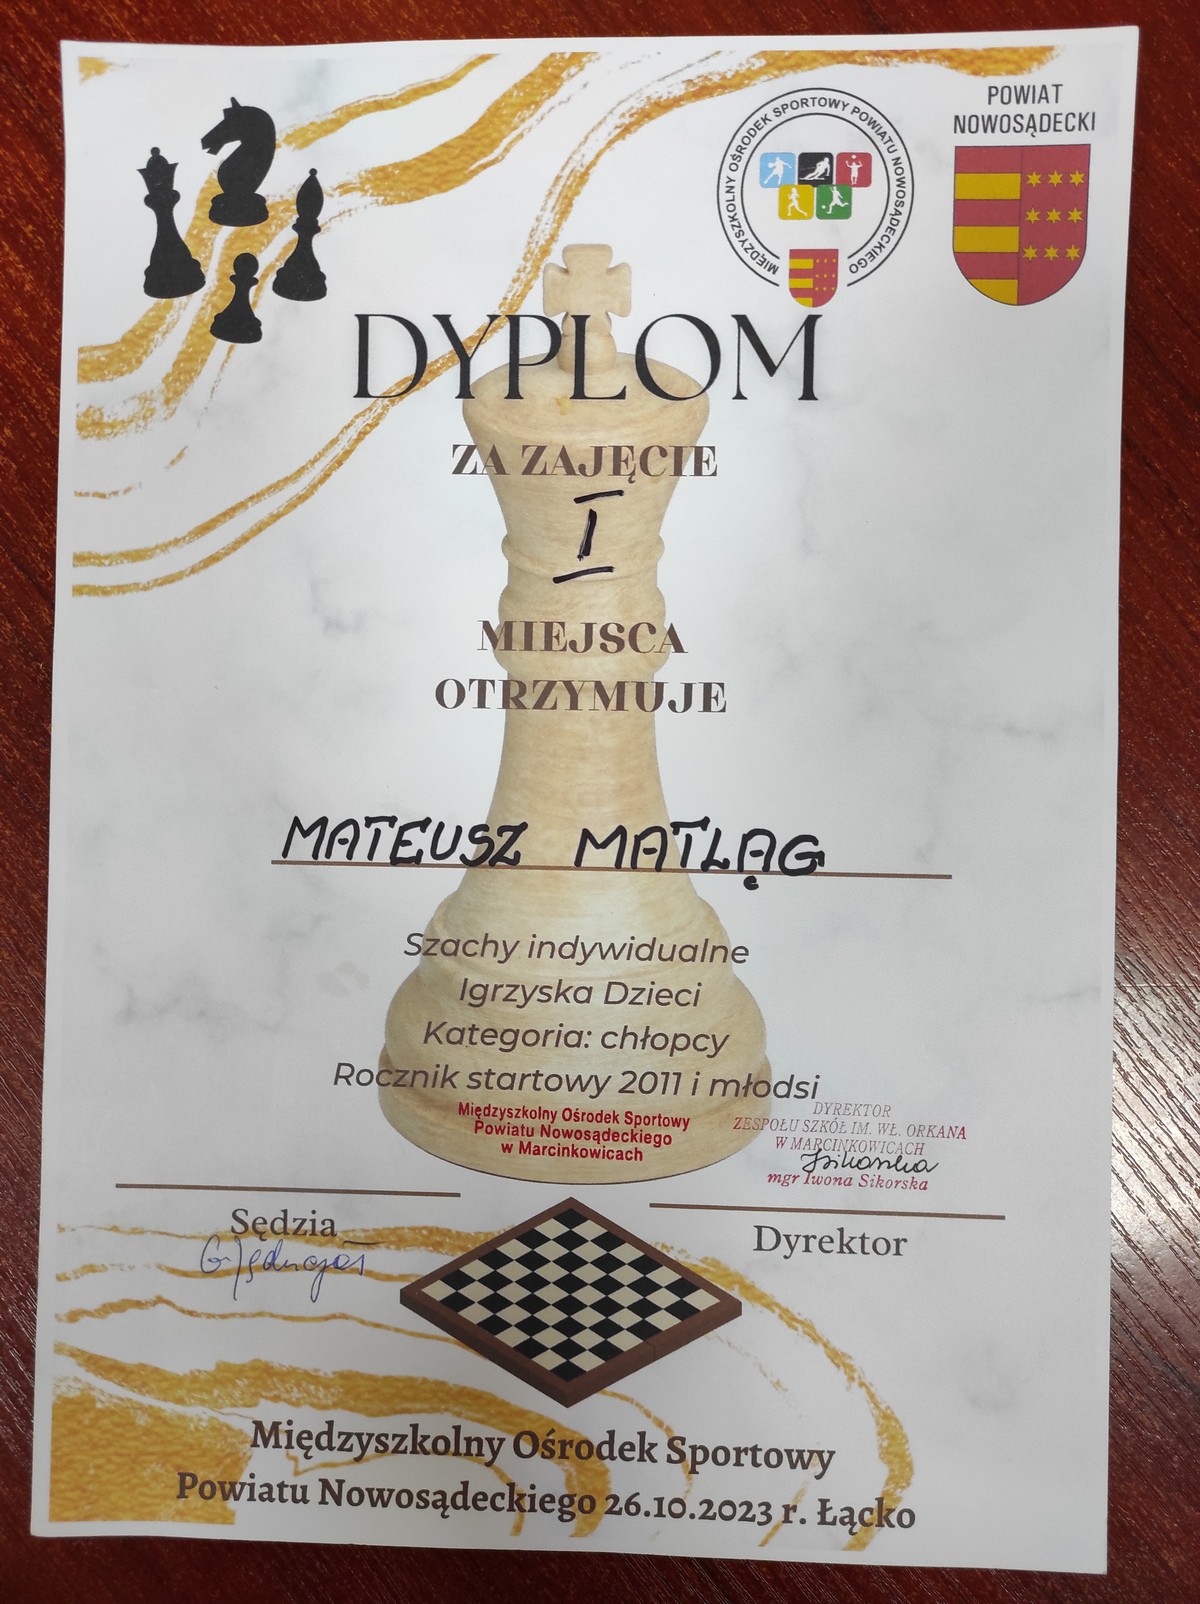 MIĘDZYSZKOLNY OŚRODEK SPORTOWY POWIATU NOWOSĄDECKIEGO
POWIAT
NOWOSĄDECKI
DYPLOM
ZA ZAJĘCIE
I
MIEJSCA
OTRZYMUJE
MATEUSZ MATLĄG
Szachy indywidualne
Igrzyska Dzieci
Kategoria: chłopcy
Rocznik startowy 2011 i młodsi
Międzyszkolny Ośrodek Sportowy
Powiatu Nowosądeckiego
w Marcinkowicach
DYREKTOR
ZESPOŁU SZKÓŁ IM. WŁ. ORKANA
W MARCINKOWICACH
mgr Iwona Sikorska
Sędzia
Dyrektor
Międzyszkolny Ośrodek Sportowy
Powiatu Nowosądeckiego 26.10.2023 r. Łącko